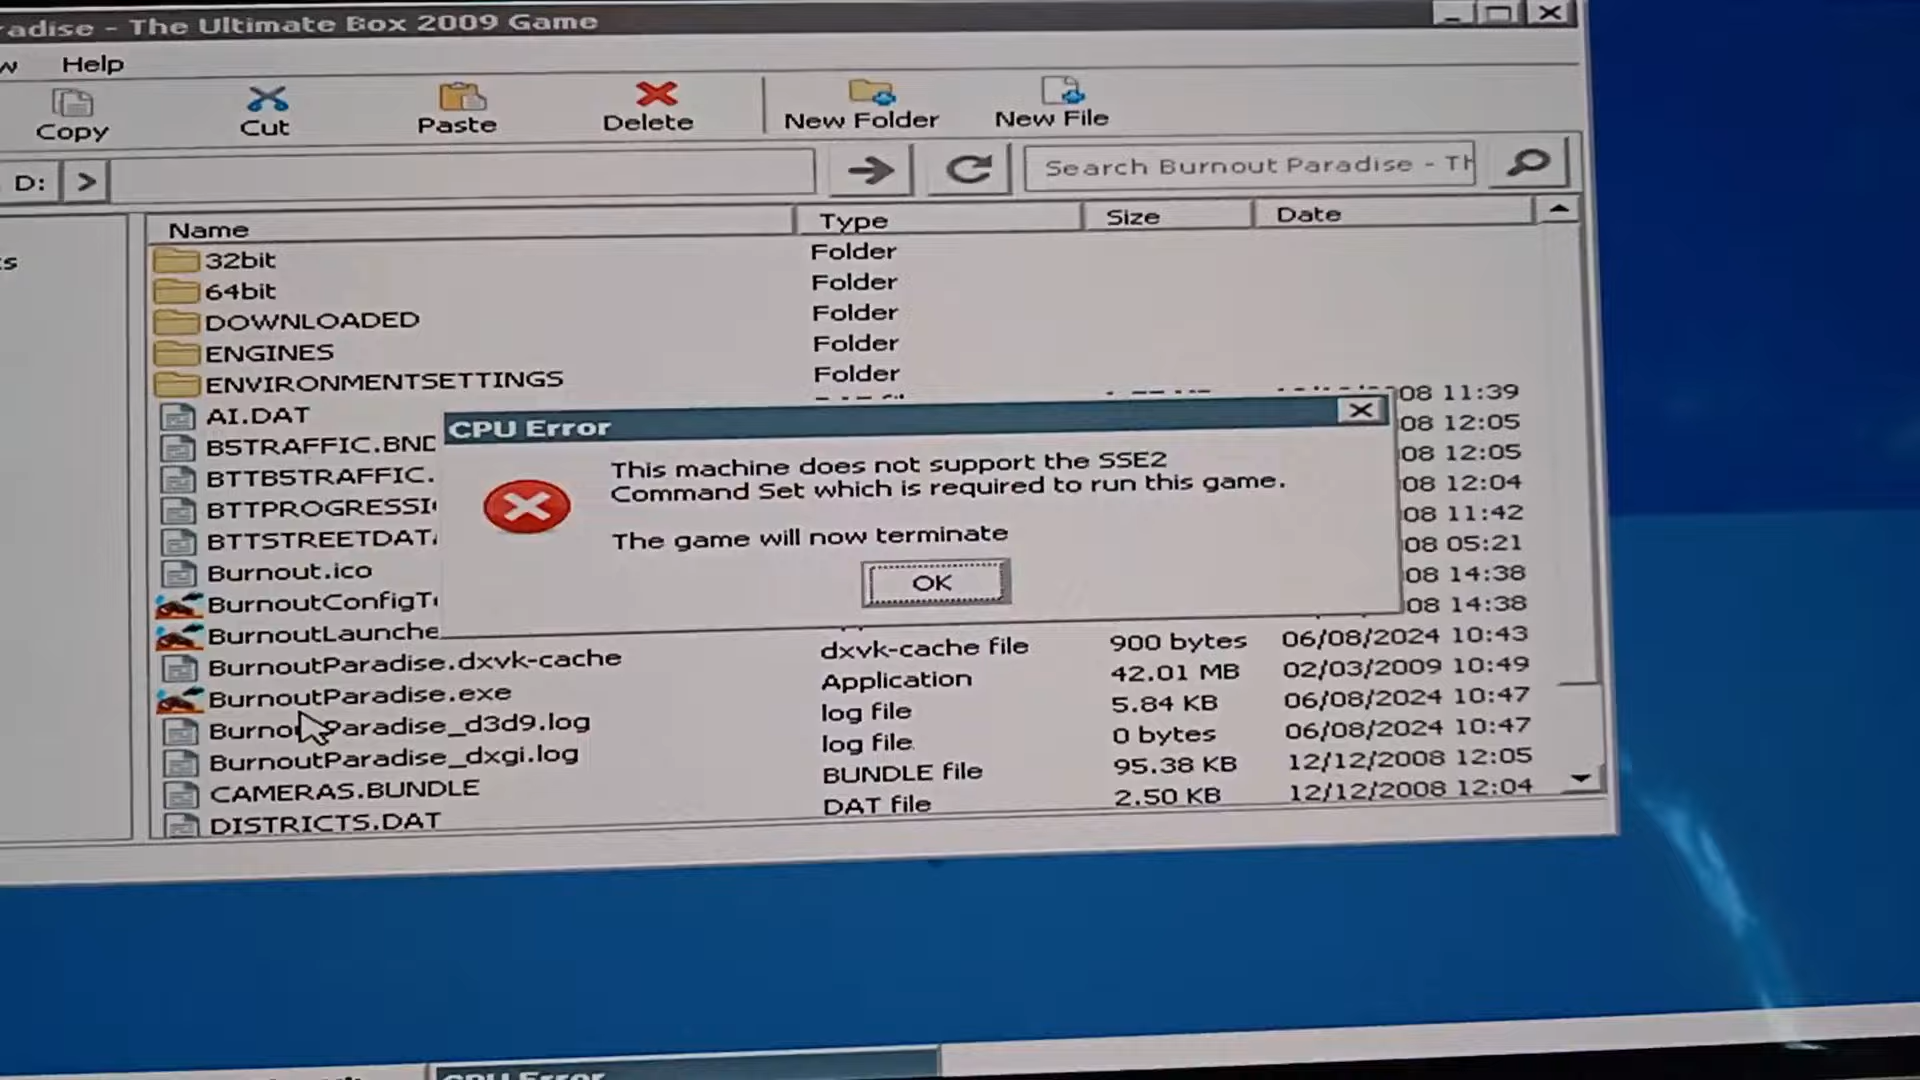 adise - The Ultimate Box 2009 Game
w Help
Copy Cut Paste Delete New Folder New File
D: > Search Burnout Paradise - Th
Name Type Size Date
32bit Folder
64bit Folder
DOWNLOADED Folder
ENGINES Folder
ENVIRONMENTSETTINGS Folder
AI.DAT 08 11:39
B5TRAFFIC.BND 08 12:05
BTTB5TRAFFIC. 08 12:05
BTTPROGRESSI 08 12:04
BTTSTREETDAT 08 11:42
Burnout.ico 08 05:21
BurnoutConfigT 08 14:38
BurnoutLaunche 08 14:38
BurnoutParadise.dxvk-cache dxvk-cache file 900 bytes 06/08/2024 10:43
BurnoutParadise.exe Application 42.01 MB 02/03/2009 10:49
BurnoutParadise_d3d9.log log file 5.84 KB 06/08/2024 10:47
BurnoutParadise_dxgi.log log file 0 bytes 06/08/2024 10:47
CAMERAS.BUNDLE BUNDLE file 95.38 KB 12/12/2008 12:05
DISTRICTS.DAT DAT file 2.50 KB 12/12/2008 12:04
CPU Error
This machine does not support the SSE2
Command Set which is required to run this game.
The game will now terminate
OK
CPU Error